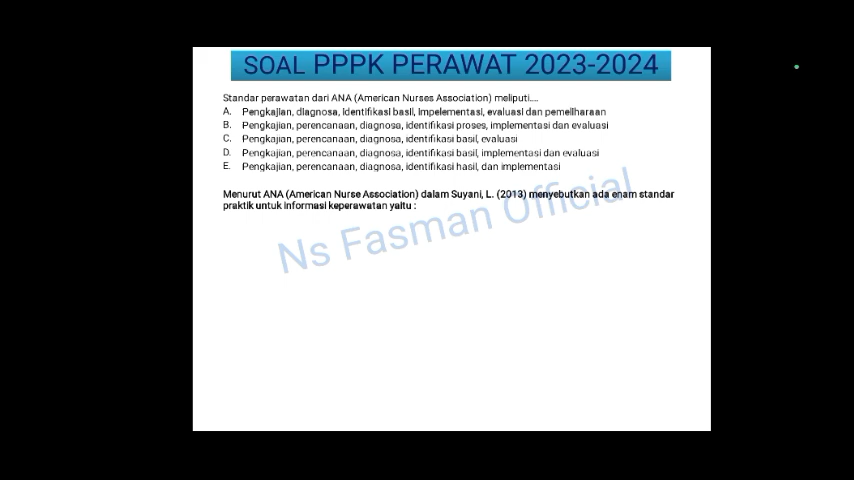 SOAL PPPK PERAWAT 2023-2024
Standar perawatan dari ANA (American Nurses Association) meliputi....
A. Pengkajian, diagnosa, identifikasi basil, impelementasi, evaluasi dan pemeliharaan
B. Pengkajian, perencanaan, diagnosa, identifikasi proses, implementasi dan evaluasi
C. Pengkajian, perencanaan, diagnosa, identifikasi basil, evaluasi
D. Pengkajian, perencanaan, diagnosa, identifikasi basil, implementasi dan evaluasi
E. Pengkajian, perencanaan, diagnosa, identifikasi hasil, dan implementasi
Menurut ANA (American Nurse Association) dalam Suyani, L. (2013) menyebutkan ada enam standar
praktik untuk informasi keperawatan yaitu :
Ns Fasman Official